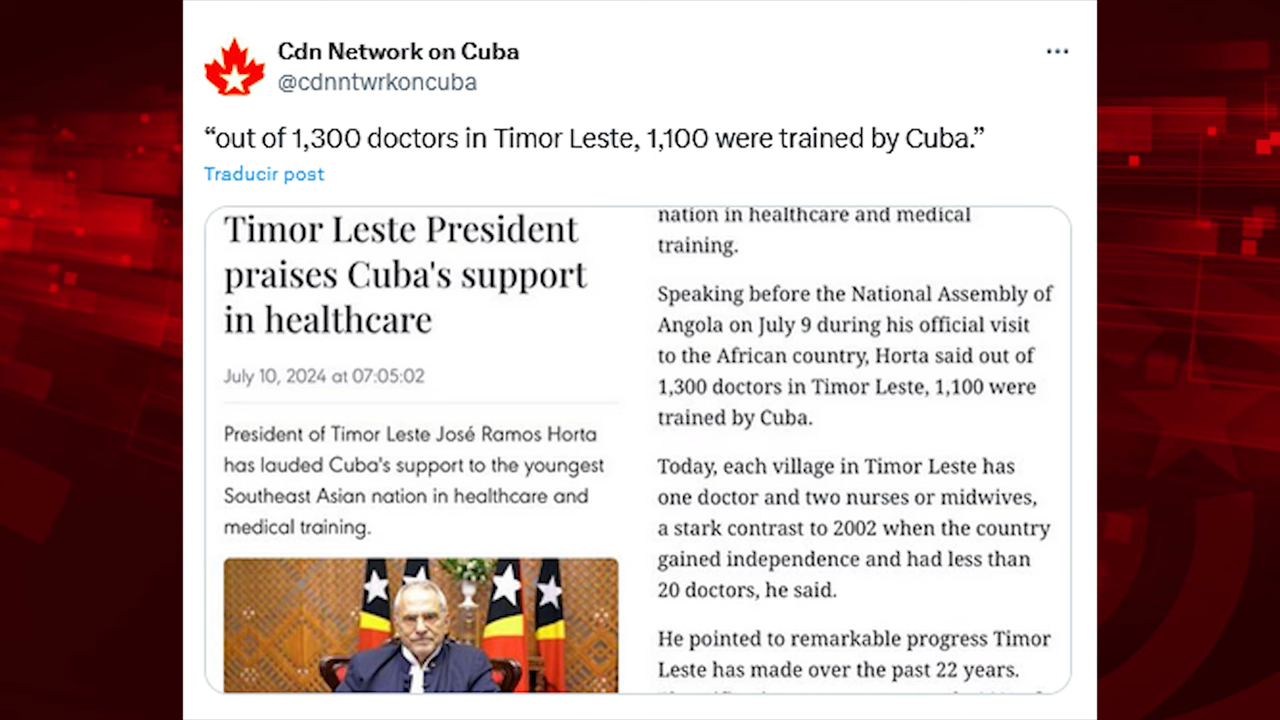 Cdn Network on Cuba
@cdnntwrkoncuba
“out of 1,300 doctors in Timor Leste, 1,100 were trained by Cuba.”
Traducir post
Timor Leste President
praises Cuba's support
in healthcare
July 10, 2024 at 07:05:02
President of Timor Leste José Ramos Horta
has lauded Cuba's support to the youngest
Southeast Asian nation in healthcare and
medical training.
nation in healthcare and medical
training.
Speaking before the National Assembly of
Angola on July 9 during his official visit
to the African country, Horta said out of
1,300 doctors in Timor Leste, 1,100 were
trained by Cuba.
Today, each village in Timor Leste has
one doctor and two nurses or midwives,
a stark contrast to 2002 when the country
gained independence and had less than
20 doctors, he said.
He pointed to remarkable progress Timor
Leste has made over the past 22 years.